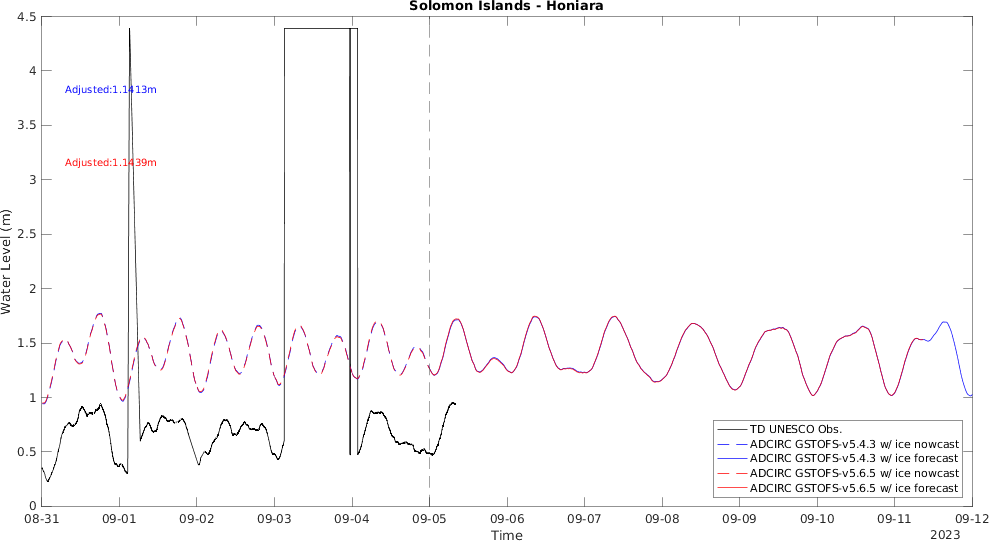 Solomon Islands - Honiara
4.5
4
3.5
3
2.5
2
1.5
1
0.5
0
Water Level (m)
Adjusted:1.1413m
Adjusted:1.1439m
TD UNESCO Obs.
ADCIRC GSTOFS-v5.4.3 w/ ice nowcast
ADCIRC GSTOFS-v5.4.3 w/ ice forecast
ADCIRC GSTOFS-v5.6.5 w/ ice nowcast
ADCIRC GSTOFS-v5.6.5 w/ ice forecast
08-31 09-01 09-02 09-03 09-04 09-05 09-06 09-07 09-08 09-09 09-10 09-11 09-12
Time
2023